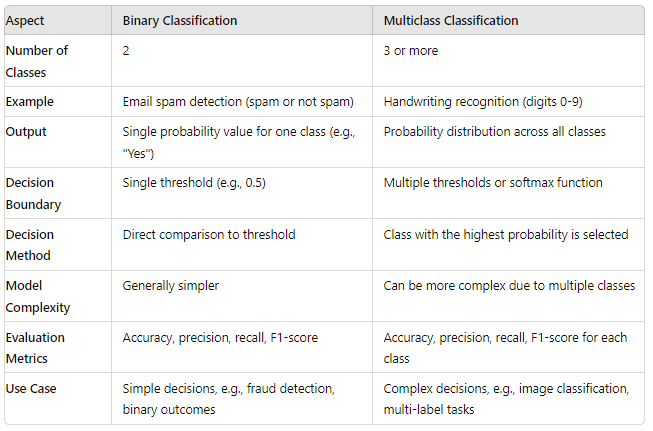 Aspect Binary Classification Multiclass Classification
Number of 2 3 or more
Classes
Example Email spam detection (spam or not spam) Handwriting recognition (digits 0-9)
Output Single probability value for one class (e.g., Probability distribution across all classes
"Yes")
Decision Single threshold (e.g., 0.5) Multiple thresholds or softmax function
Boundary
Decision Direct comparison to threshold Class with the highest probability is selected
Method
Model Generally simpler Can be more complex due to multiple classes
Complexity
Evaluation Accuracy, precision, recall, F1-score Accuracy, precision, recall, F1-score for each
Metrics class
Use Case Simple decisions, e.g., fraud detection, Complex decisions, e.g., image classification,
binary outcomes multi-label tasks